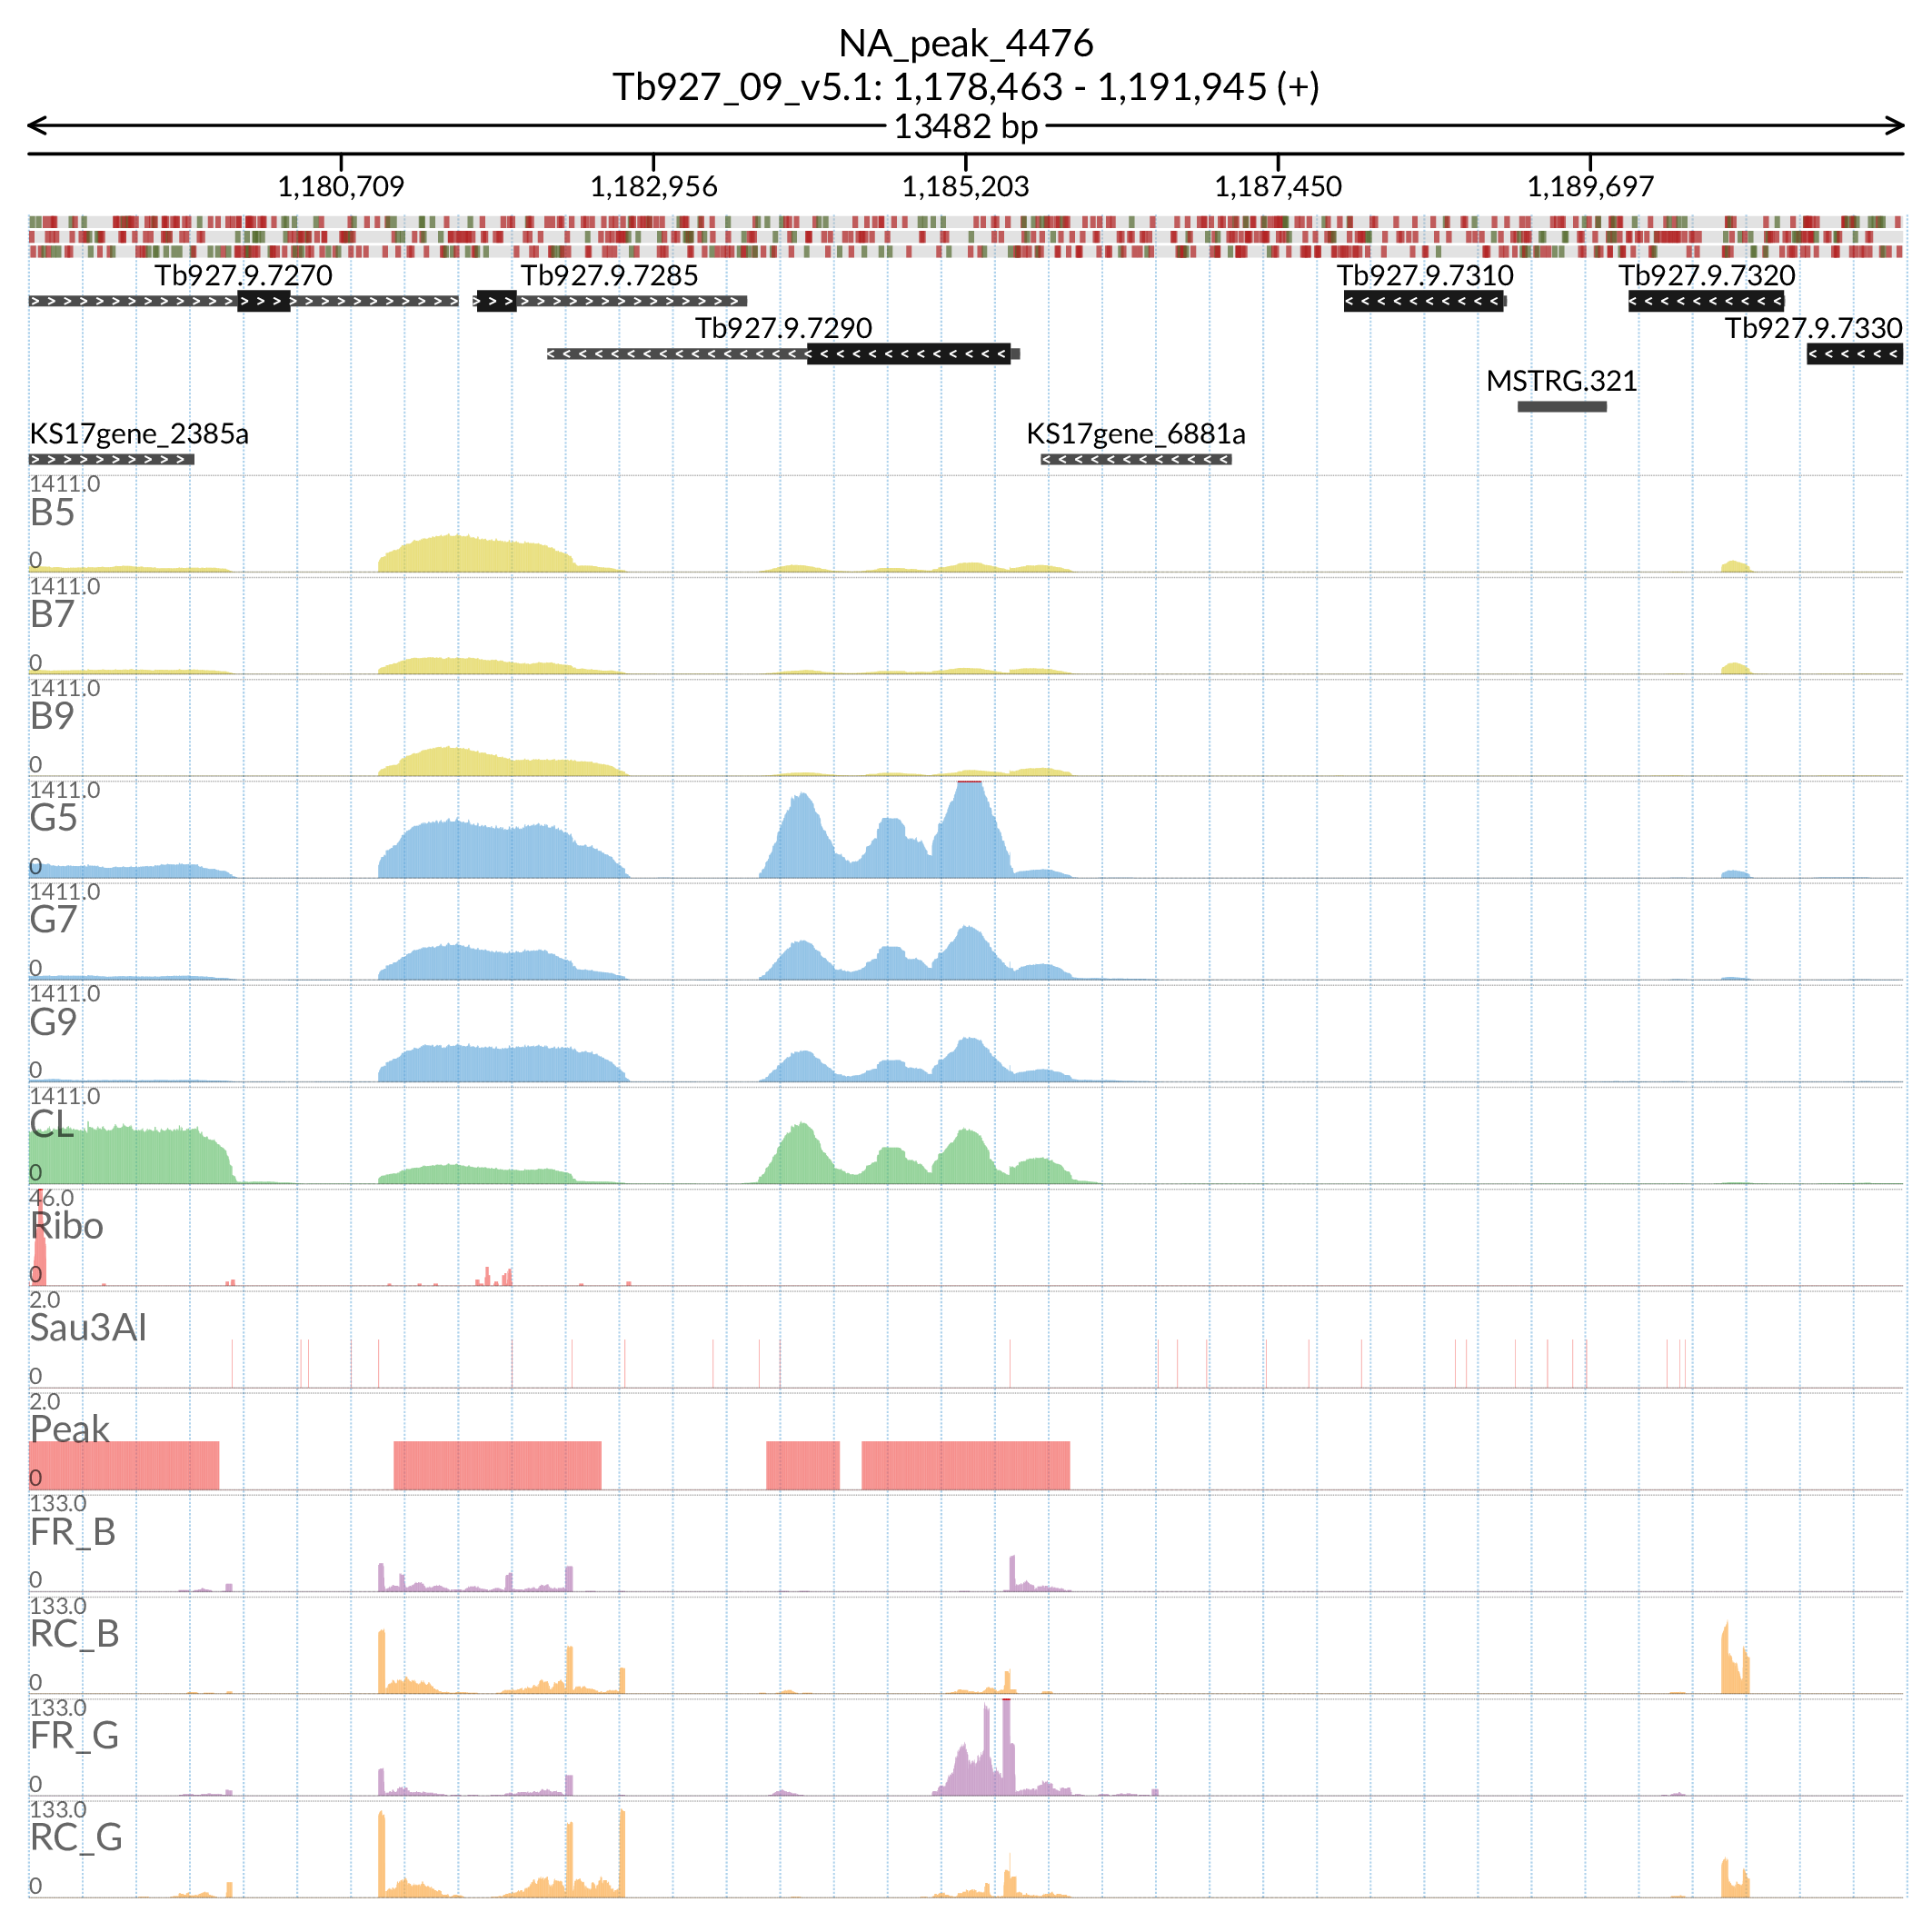 NA_peak_4476
Tb927_09_v5.1: 1,178,463 - 1,191,945 (+)
13482 bp
1,180,709 1,182,956 1,185,203 1,187,450 1,189,697
Tb927.9.7270 Tb927.9.7285 Tb927.9.7310 Tb927.9.7320
Tb927.9.7290 Tb927.9.7330
MSTRG.321
KS17gene_2385a KS17gene_6881a
1411.0
B5
0
1411.0
B7
0
1411.0
B9
0
1411.0
G5
0
1411.0
G7
0
1411.0
G9
0
1411.0
CL
0
46.0
Ribo
0
2.0
Sau3AI
0
2.0
Peak
0
133.0
FR_B
0
133.0
RC_B
0
133.0
FR_G
0
133.0
RC_G
0